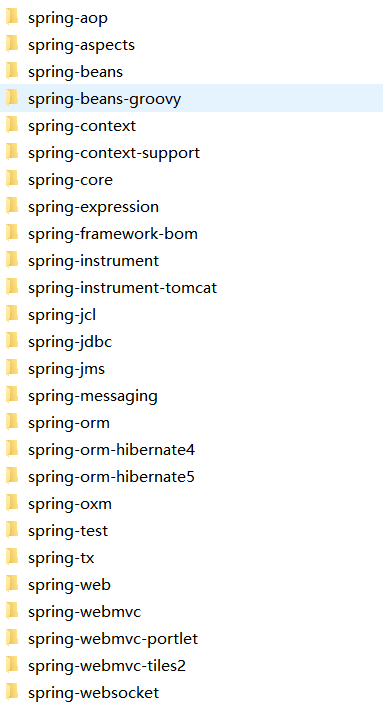 spring-aop
spring-aspects
spring-beans
spring-beans-groovy
spring-context
spring-context-support
spring-core
spring-expression
spring-framework-bom
spring-instrument
spring-instrument-tomcat
spring-jcl
spring-jdbc
spring-jms
spring-messaging
spring-orm
spring-orm-hibernate4
spring-orm-hibernate5
spring-oxm
spring-test
spring-tx
spring-web
spring-webmvc
spring-webmvc-portlet
spring-webmvc-tiles2
spring-websocket